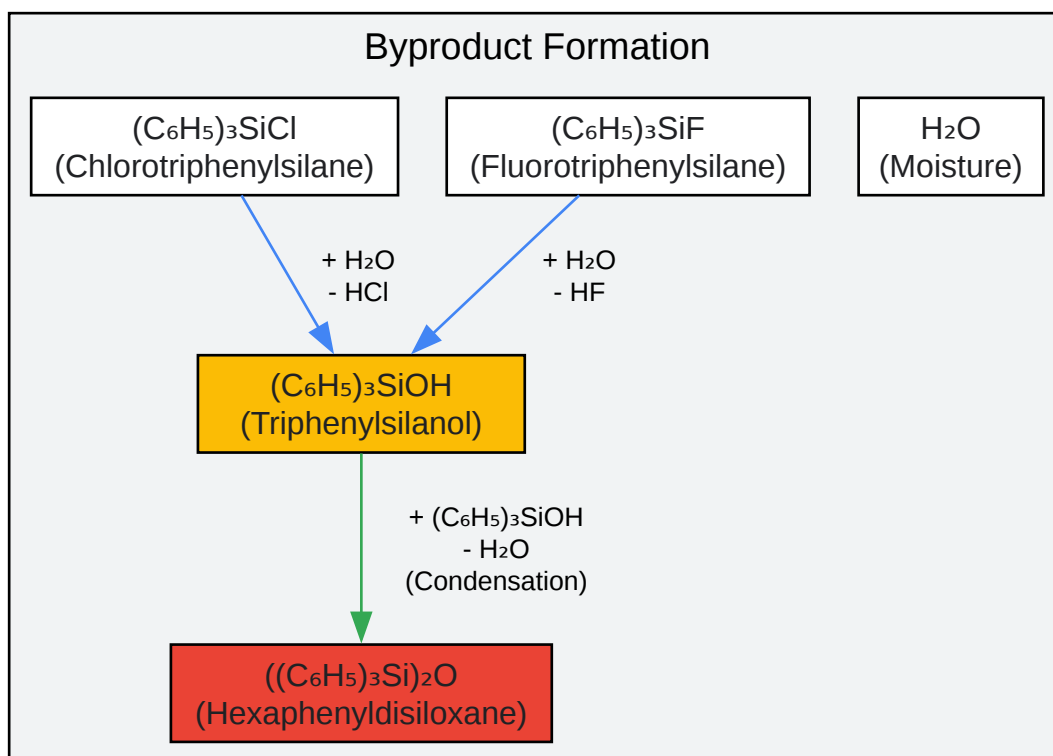 Byproduct Formation
(C₆H₅)₃SiCl
(Chlorotriphenylsilane)
(C₆H₅)₃SiF
(Fluorotriphenylsilane)
H₂O
(Moisture)
+ H₂O
- HCl
+ H₂O
- HF
(C₆H₅)₃SiOH
(Triphenylsilanol)
+ (C₆H₅)₃SiOH
- H₂O
(Condensation)
((C₆H₅)₃Si)₂O
(Hexaphenyldisiloxane)